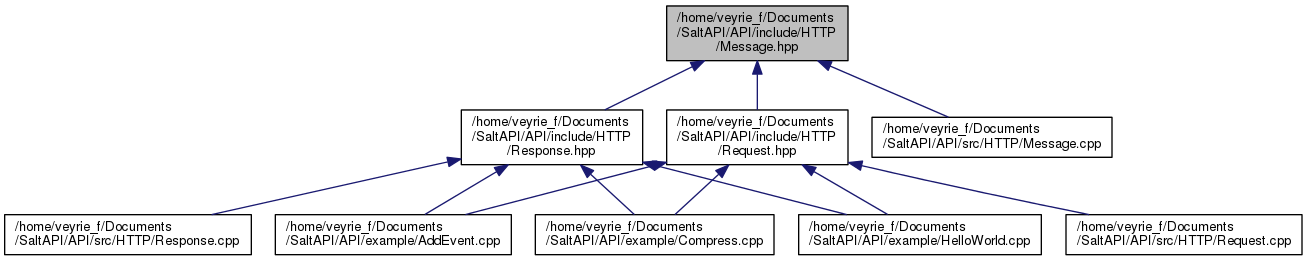 /home/veyrie_f/Documents
/SaltAPI/API/include/HTTP
/Message.hpp
/home/veyrie_f/Documents
/SaltAPI/API/include/HTTP
/Response.hpp
/home/veyrie_f/Documents
/SaltAPI/API/include/HTTP
/Request.hpp
/home/veyrie_f/Documents
/SaltAPI/API/src/HTTP/Message.cpp
/home/veyrie_f/Documents
/SaltAPI/API/src/HTTP/Response.cpp
/home/veyrie_f/Documents
/SaltAPI/API/example/AddEvent.cpp
/home/veyrie_f/Documents
/SaltAPI/API/example/Compress.cpp
/home/veyrie_f/Documents
/SaltAPI/API/example/HelloWorld.cpp
/home/veyrie_f/Documents
/SaltAPI/API/src/HTTP/Request.cpp